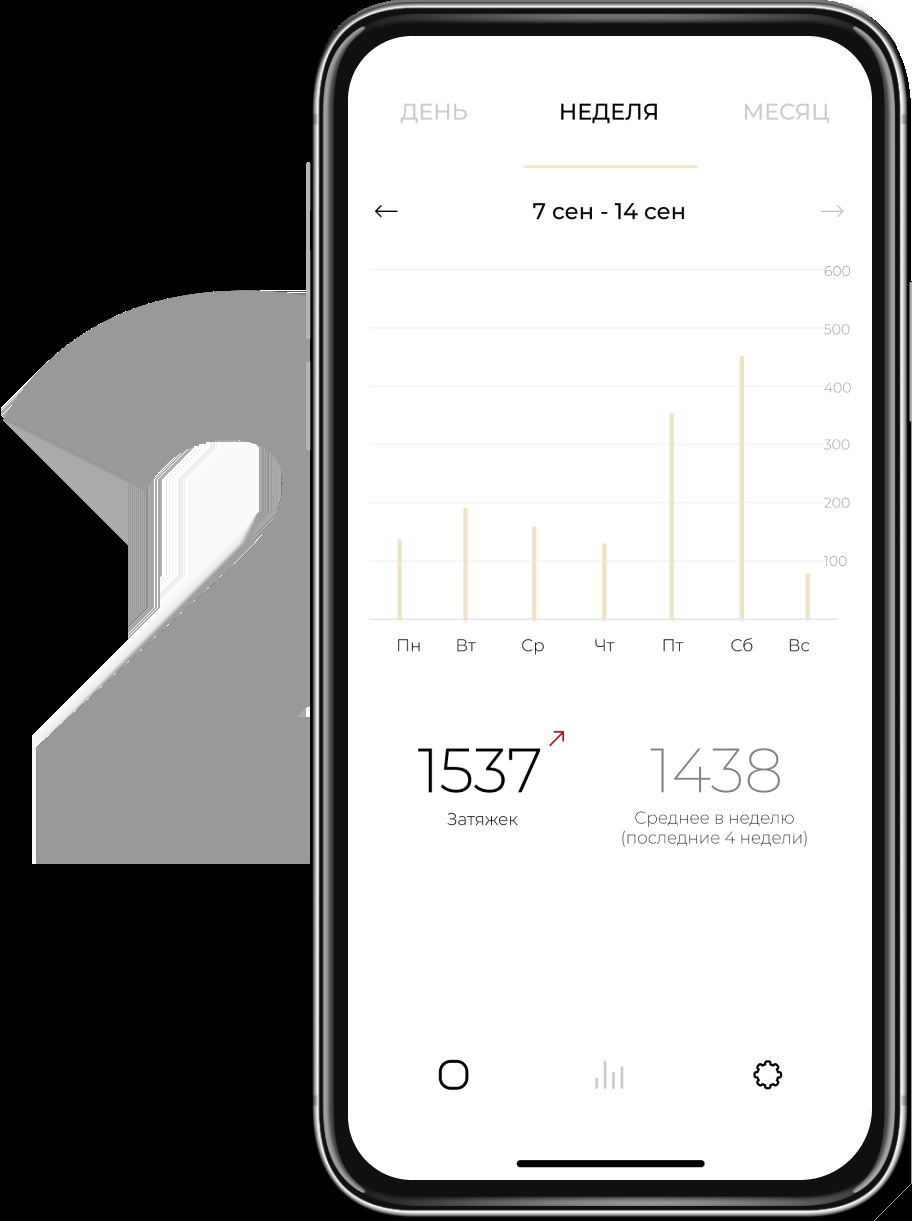 ДЕНЬ НЕДЕЛЯ МЕСЯЦ
7 сен - 14 сен
600
500
400
300
200
100
Пн Вт Ср Чт Пт Сб Вс
1537 1438
Затяжек
Среднее в неделю
(последние 4 недели)